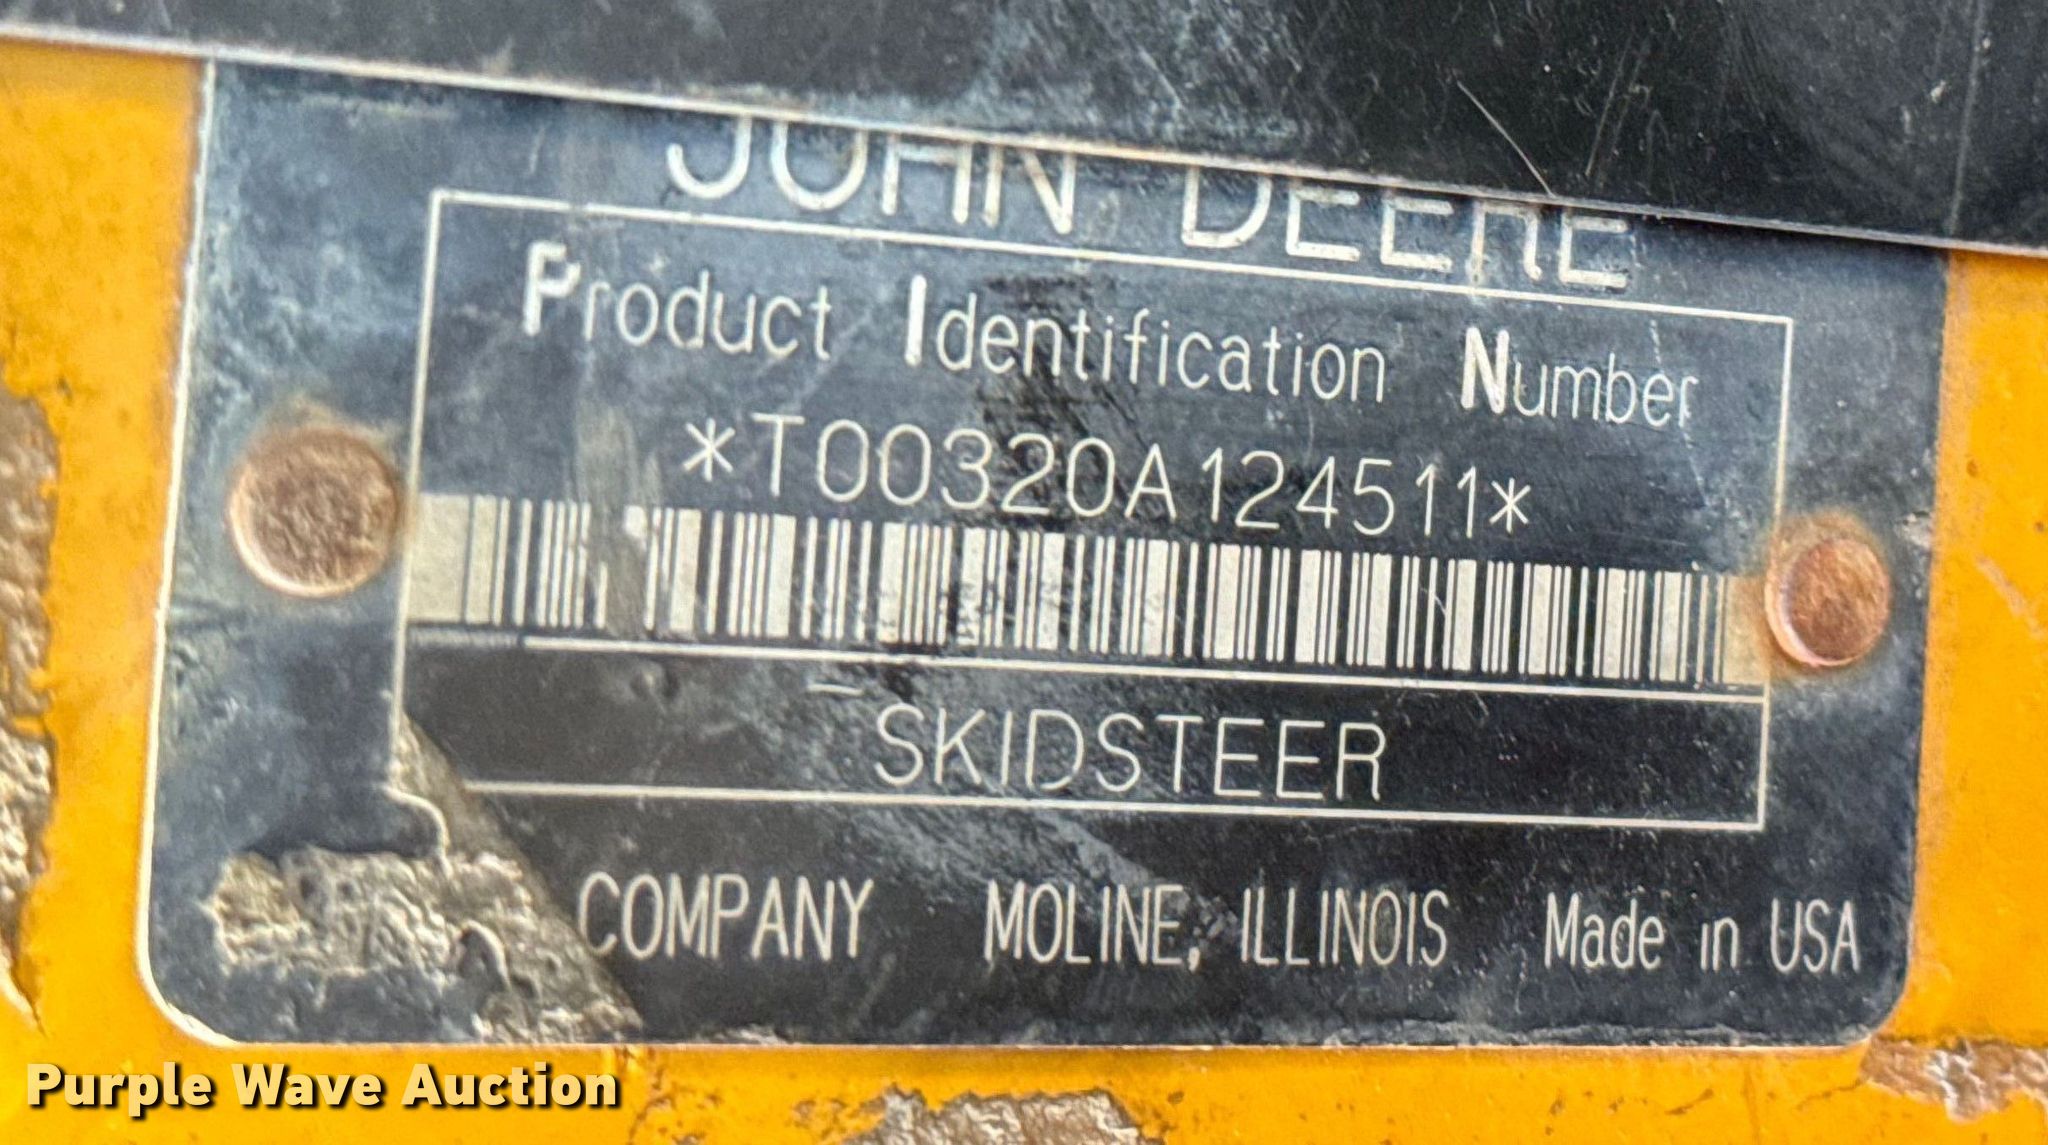 JOHN DEERE
Product Identification Number
*T00320A124511*
SKIDSTEER
COMPANY MOLINE, ILLINOIS Made in USA
Purple Wave Auction